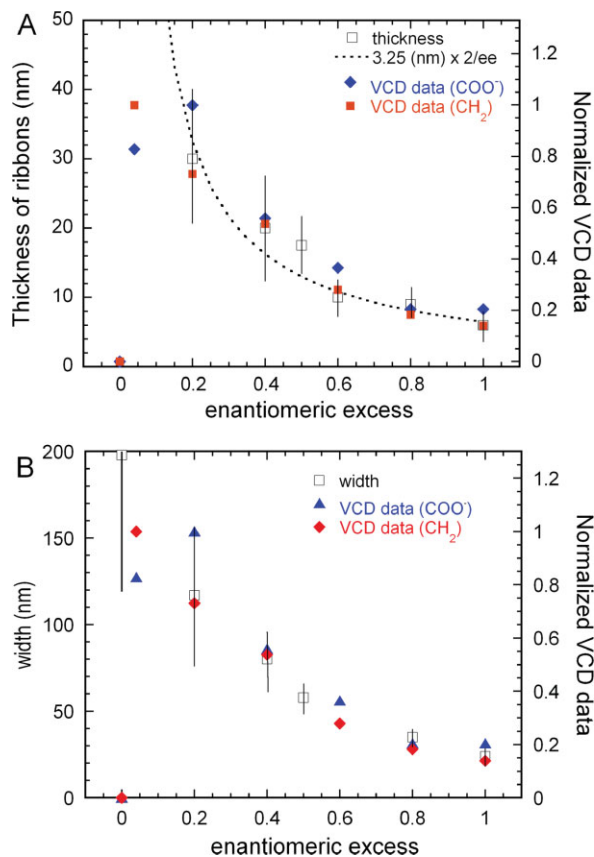 A
50
40
30
20
10
0
Thickness of ribbons (nm)
thickness
3.25 (nm) x 2/ee
VCD data (COO⁻)
VCD data (CH₂)
1.2
1
0.8
0.6
0.4
0.2
0
Normalized VCD data
0 0.2 0.4 0.6 0.8 1
enantiomeric excess
B
200
150
100
50
0
width (nm)
width
VCD data (COO⁻)
VCD data (CH₂)
1.2
1
0.8
0.6
0.4
0.2
0
Normalized VCD data
0 0.2 0.4 0.6 0.8 1
enantiomeric excess